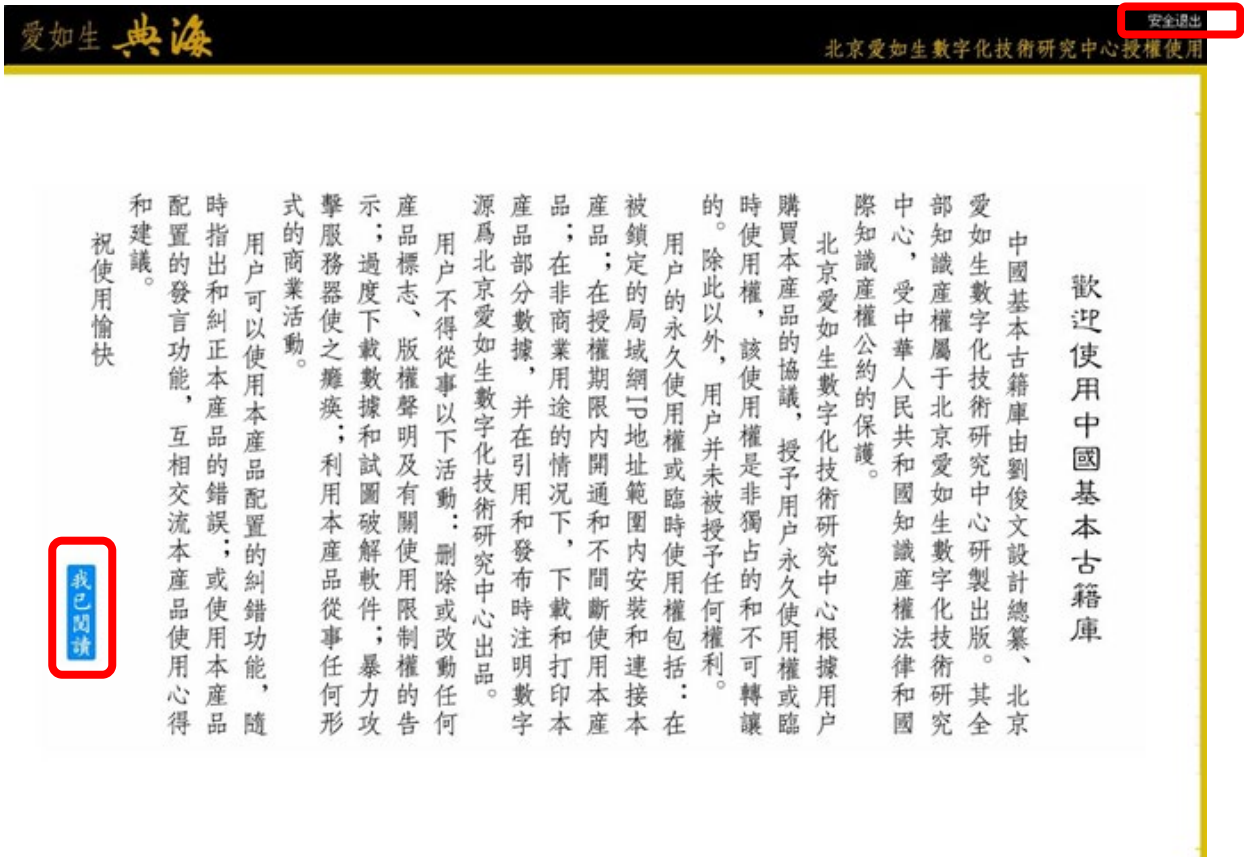 愛如生 典海
安全退出
北京愛如生數字化技術研究中心授權使用
歡迎使用中國基本古籍庫
中國基本古籍庫由劉俊文設計總纂、北京
愛如生數字化技術研究中心研製出版。其全
部知識産權屬于北京愛如生數字化技術研究
中心，受中華人民共和國知識産權法律和國
際知識産權公約的保護。
北京愛如生數字化技術研究中心根據用户
購買本産品的協議，授予用户永久使用權或臨
時使用權，該使用權是非獨占的和不可轉讓
的。除此以外，用户并未被授予任何權利。
用户的永久使用權或臨時使用權包括：在
被鎖定的局域網IP地址範圍内安裝和連接本
産品；在授權期限内開通和不間斷使用本産
品；在非商業用途的情况下，下載和打印本
産品部分數據，并在引用和發布時注明數字
源爲北京愛如生數字化技術研究中心出品。
用户不得從事以下活動：删除或改動任何
産品標志、版權聲明及有關使用限制權的告
示；過度下載數據和試圖破解軟件；暴力攻
擊服務器使之癱瘓；利用本産品從事任何形
式的商業活動。
用户可以使用本産品配置的糾錯功能，隨
時指出和糾正本産品的錯誤；或使用本産品
配置的發言功能，互相交流本産品使用心得
和建議。
祝使用愉快
我已閲讀